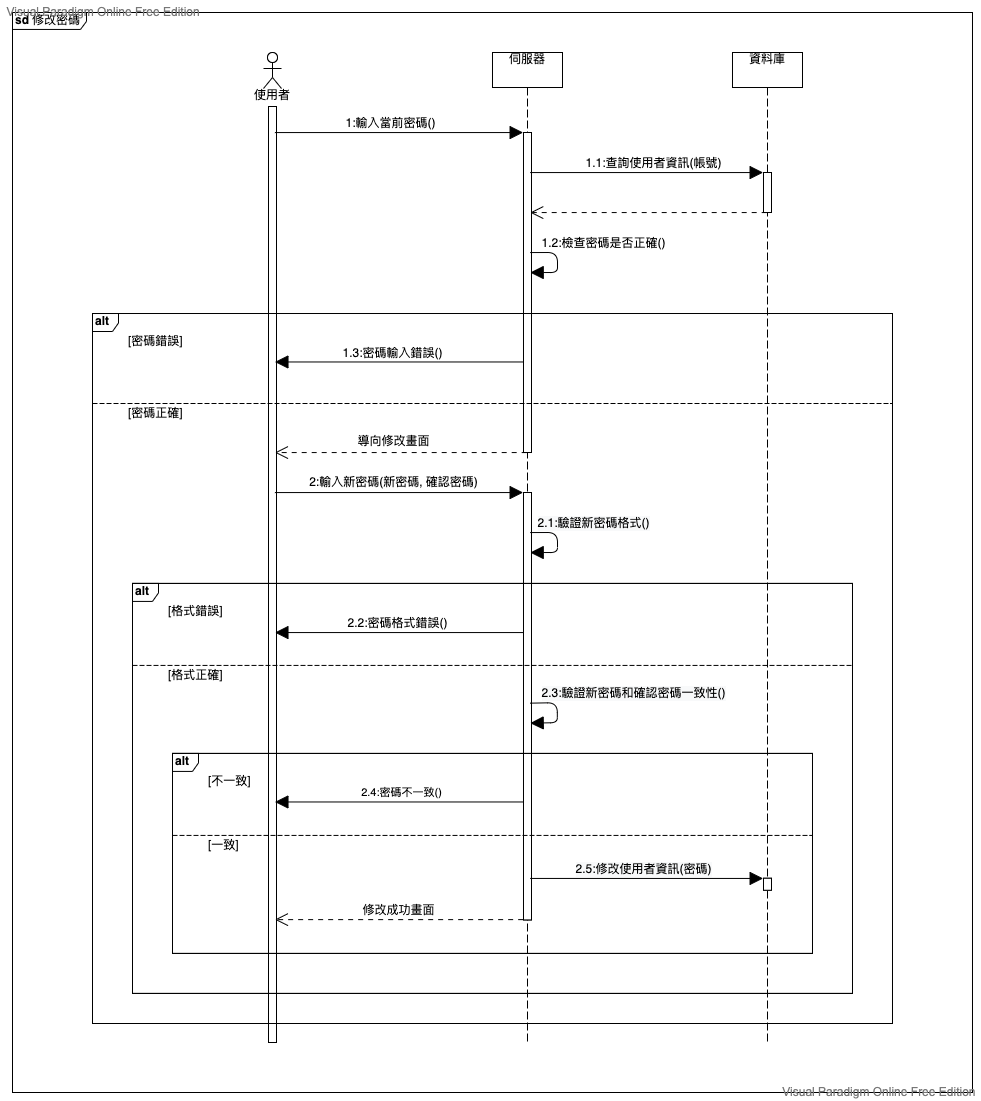 Visual Paradigm Online Free Edition
sd 修改密碼
使用者
伺服器
資料庫
1:輸入當前密碼()
1.1:查詢使用者資訊(帳號)
1.2:檢查密碼是否正確()
alt
[密碼錯誤]
1.3:密碼輸入錯誤()
[密碼正確]
導向修改畫面
2:輸入新密碼(新密碼, 確認密碼)
2.1:驗證新密碼格式()
alt
[格式錯誤]
2.2:密碼格式錯誤()
[格式正確]
2.3:驗證新密碼和確認密碼一致性()
alt
[不一致]
2.4:密碼不一致()
[一致]
2.5:修改使用者資訊(密碼)
修改成功畫面
Visual Paradigm Online Free Edition